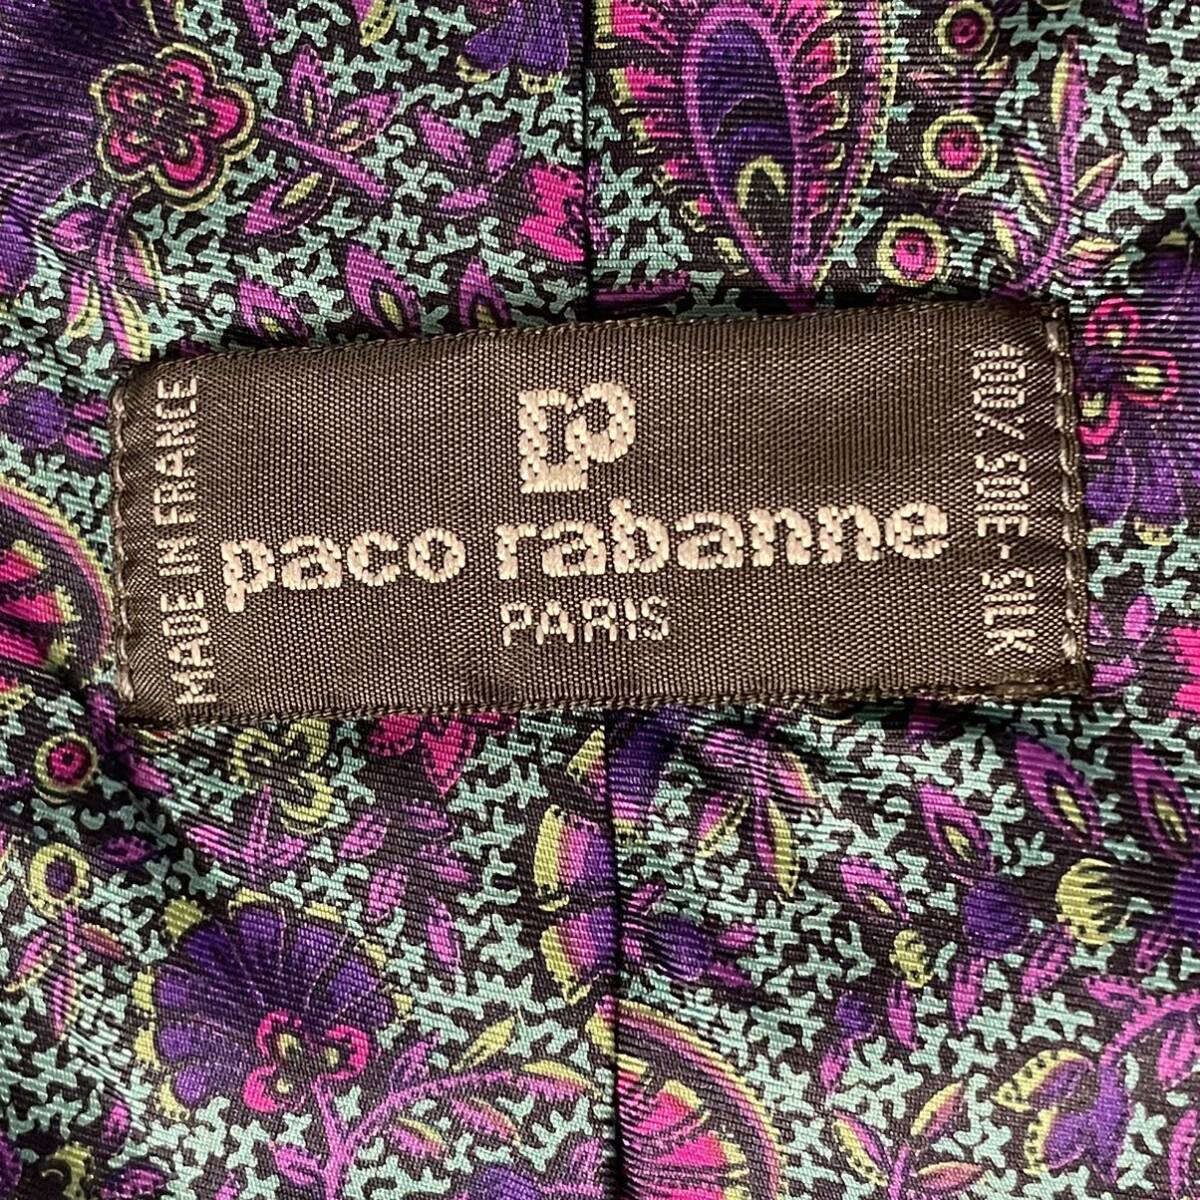 MADE IN FRANCE
paco rabanne
PARIS
100% SOIE-SILK